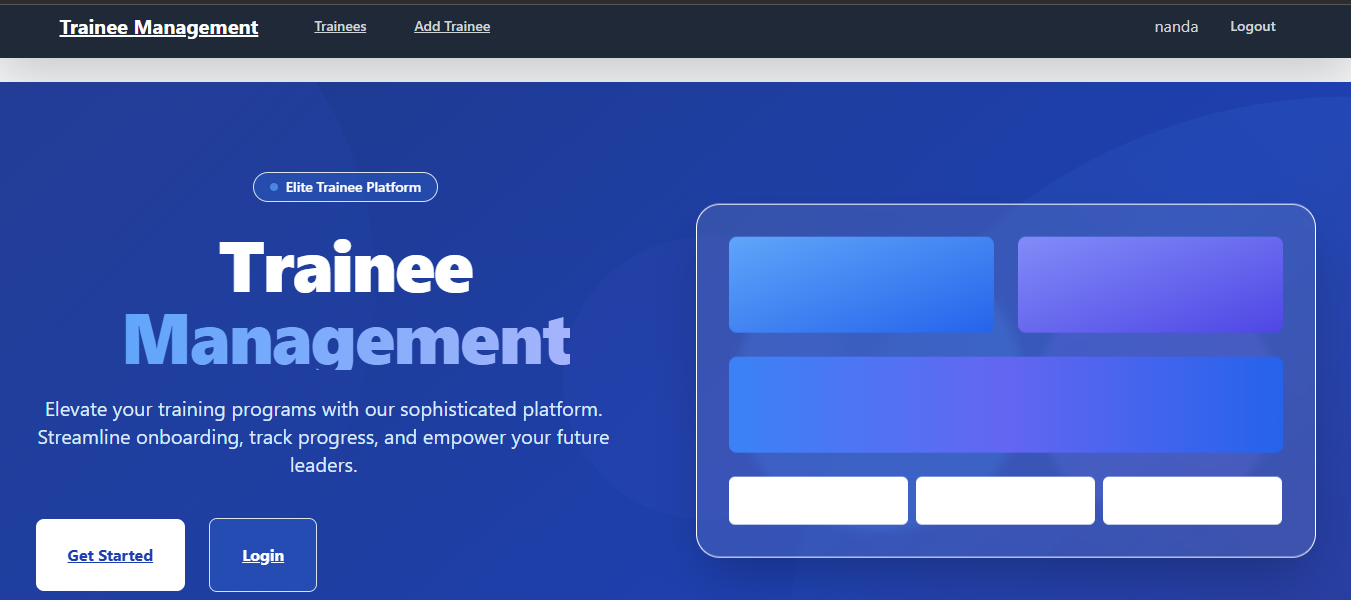 Trainee Management
Trainees
Add Trainee
nanda
Logout
Elite Trainee Platform
Trainee
Management
Elevate your training programs with our sophisticated platform.
Streamline onboarding, track progress, and empower your future
leaders.
Get Started
Login